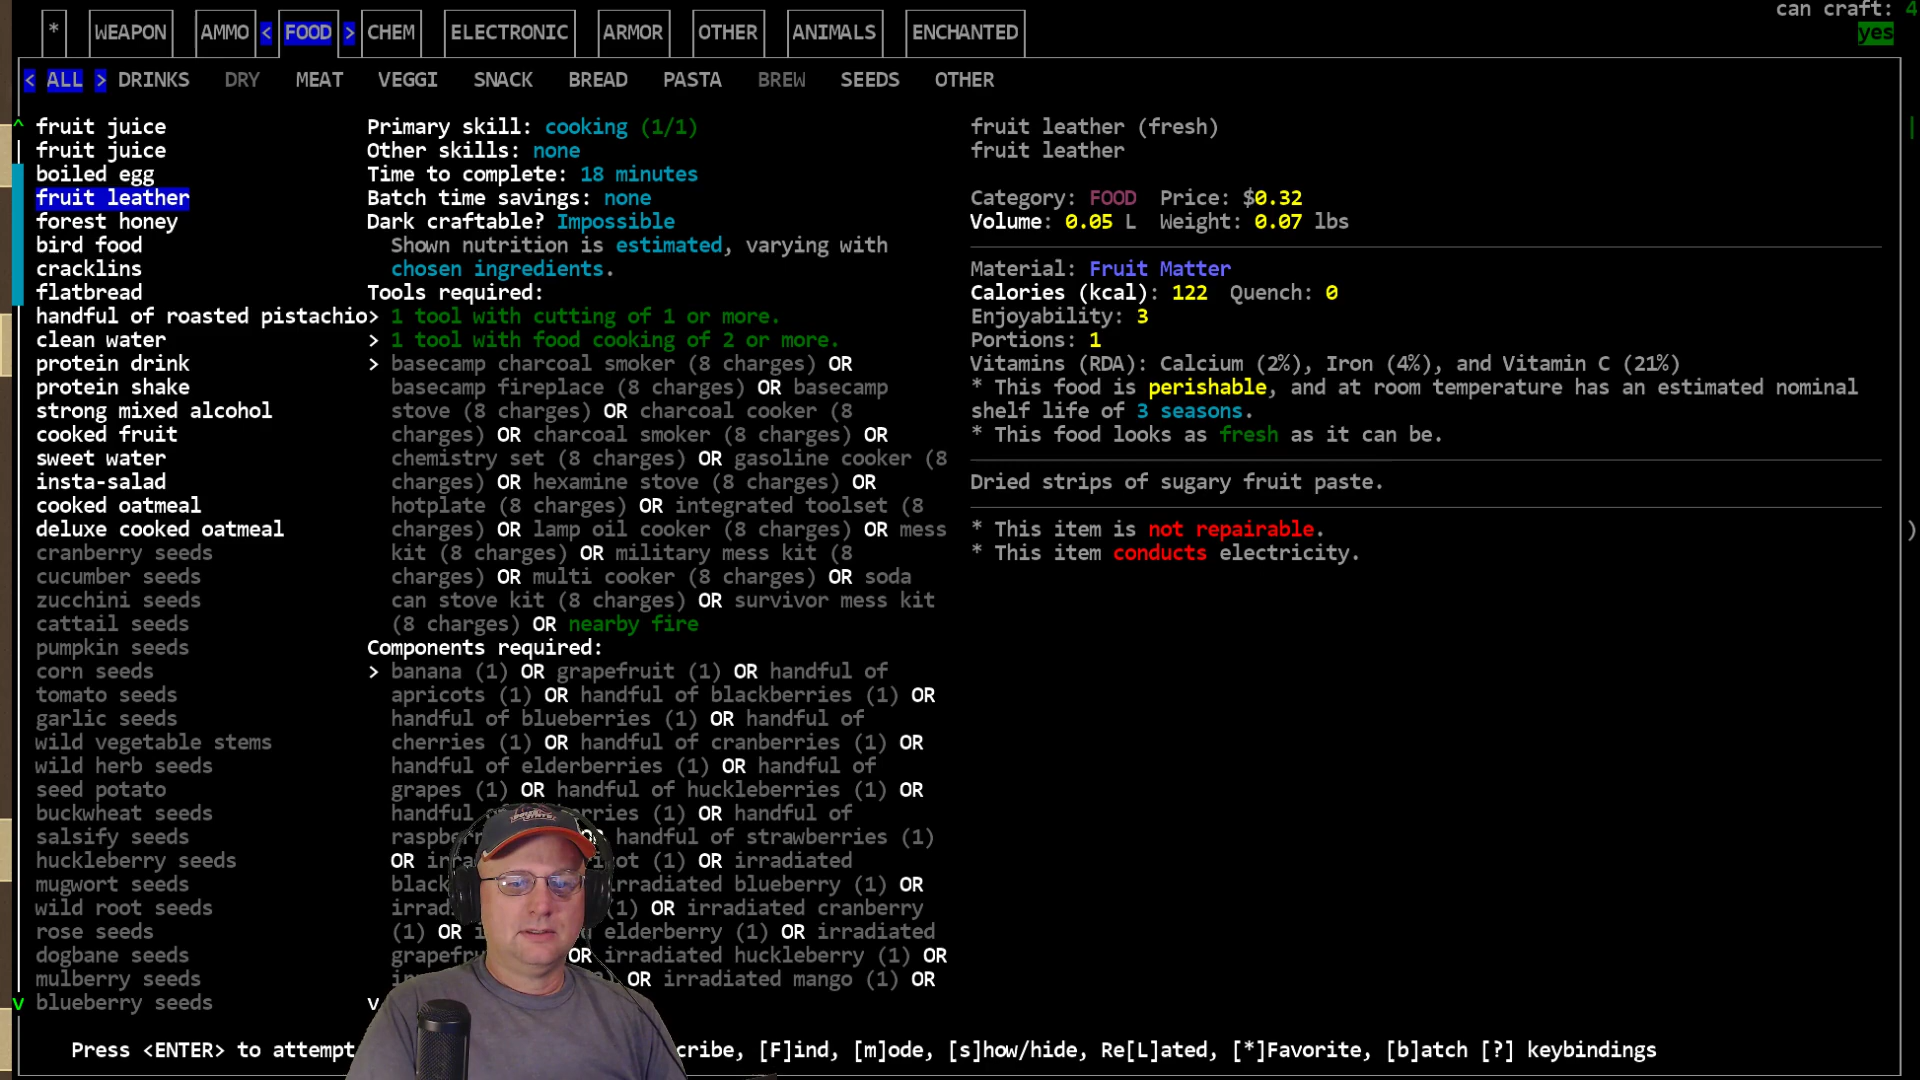 can craft: 4
* WEAPON AMMO < FOOD > CHEM ELECTRONIC ARMOR OTHER ANIMALS ENCHANTED yes
< ALL > DRINKS DRY MEAT VEGGI SNACK BREAD PASTA BREW SEEDS OTHER
^ fruit juice
fruit juice
boiled egg
fruit leather
forest honey
bird food
cracklins
flatbread
handful of roasted pistachio
clean water
protein drink
protein shake
strong mixed alcohol
cooked fruit
sweet water
insta-salad
cooked oatmeal
deluxe cooked oatmeal
cranberry seeds
cucumber seeds
zucchini seeds
cattail seeds
pumpkin seeds
corn seeds
tomato seeds
garlic seeds
wild vegetable stems
wild herb seeds
seed potato
buckwheat seeds
salsify seeds
huckleberry seeds
mugwort seeds
wild root seeds
rose seeds
dogbane seeds
mulberry seeds
v blueberry seeds
Primary skill: cooking (1/1)
Other skills: none
Time to complete: 18 minutes
Batch time savings: none
Dark craftable? Impossible
Shown nutrition is estimated, varying with
chosen ingredients.
Tools required:
> 1 tool with cutting of 1 or more.
> 1 tool with food cooking of 2 or more.
> basecamp charcoal smoker (8 charges) OR
basecamp fireplace (8 charges) OR basecamp
stove (8 charges) OR charcoal cooker (8
charges) OR charcoal smoker (8 charges) OR
chemistry set (8 charges) OR gasoline cooker (8
charges) OR hexamine stove (8 charges) OR
hotplate (8 charges) OR integrated toolset (8
charges) OR lamp oil cooker (8 charges) OR mess
kit (8 charges) OR military mess kit (8
charges) OR multi cooker (8 charges) OR soda
can stove kit (8 charges) OR survivor mess kit
(8 charges) OR nearby fire
Components required:
> banana (1) OR grapefruit (1) OR handful of
apricots (1) OR handful of blackberries (1) OR
handful of blueberries (1) OR handful of
cherries (1) OR handful of cranberries (1) OR
handful of elderberries (1) OR handful of
grapes (1) OR handful of huckleberries (1) OR
handful (1) OR handful of
handful of strawberries (1)
OR (1) OR irradiated
irradiated blueberry (1) OR
(1) OR irradiated cranberry
(1) OR elderberry (1) OR irradiated
OR irradiated huckleberry (1) OR
OR irradiated mango (1) OR
v
fruit leather (fresh)
fruit leather
Category: FOOD Price: $0.32
Volume: 0.05 L Weight: 0.07 lbs
Material: Fruit Matter
Calories (kcal): 122 Quench: 0
Enjoyability: 3
Portions: 1
Vitamins (RDA): Calcium (2%), Iron (4%), and Vitamin C (21%)
* This food is perishable, and at room temperature has an estimated nominal
shelf life of 3 seasons.
* This food looks as fresh as it can be.
Dried strips of sugary fruit paste.
* This item is not repairable.
* This item conducts electricity.
Press <ENTER> to attempt [F]ind, [m]ode, [s]how/hide, Re[L]ated, [*]Favorite, [b]atch [?] keybindings